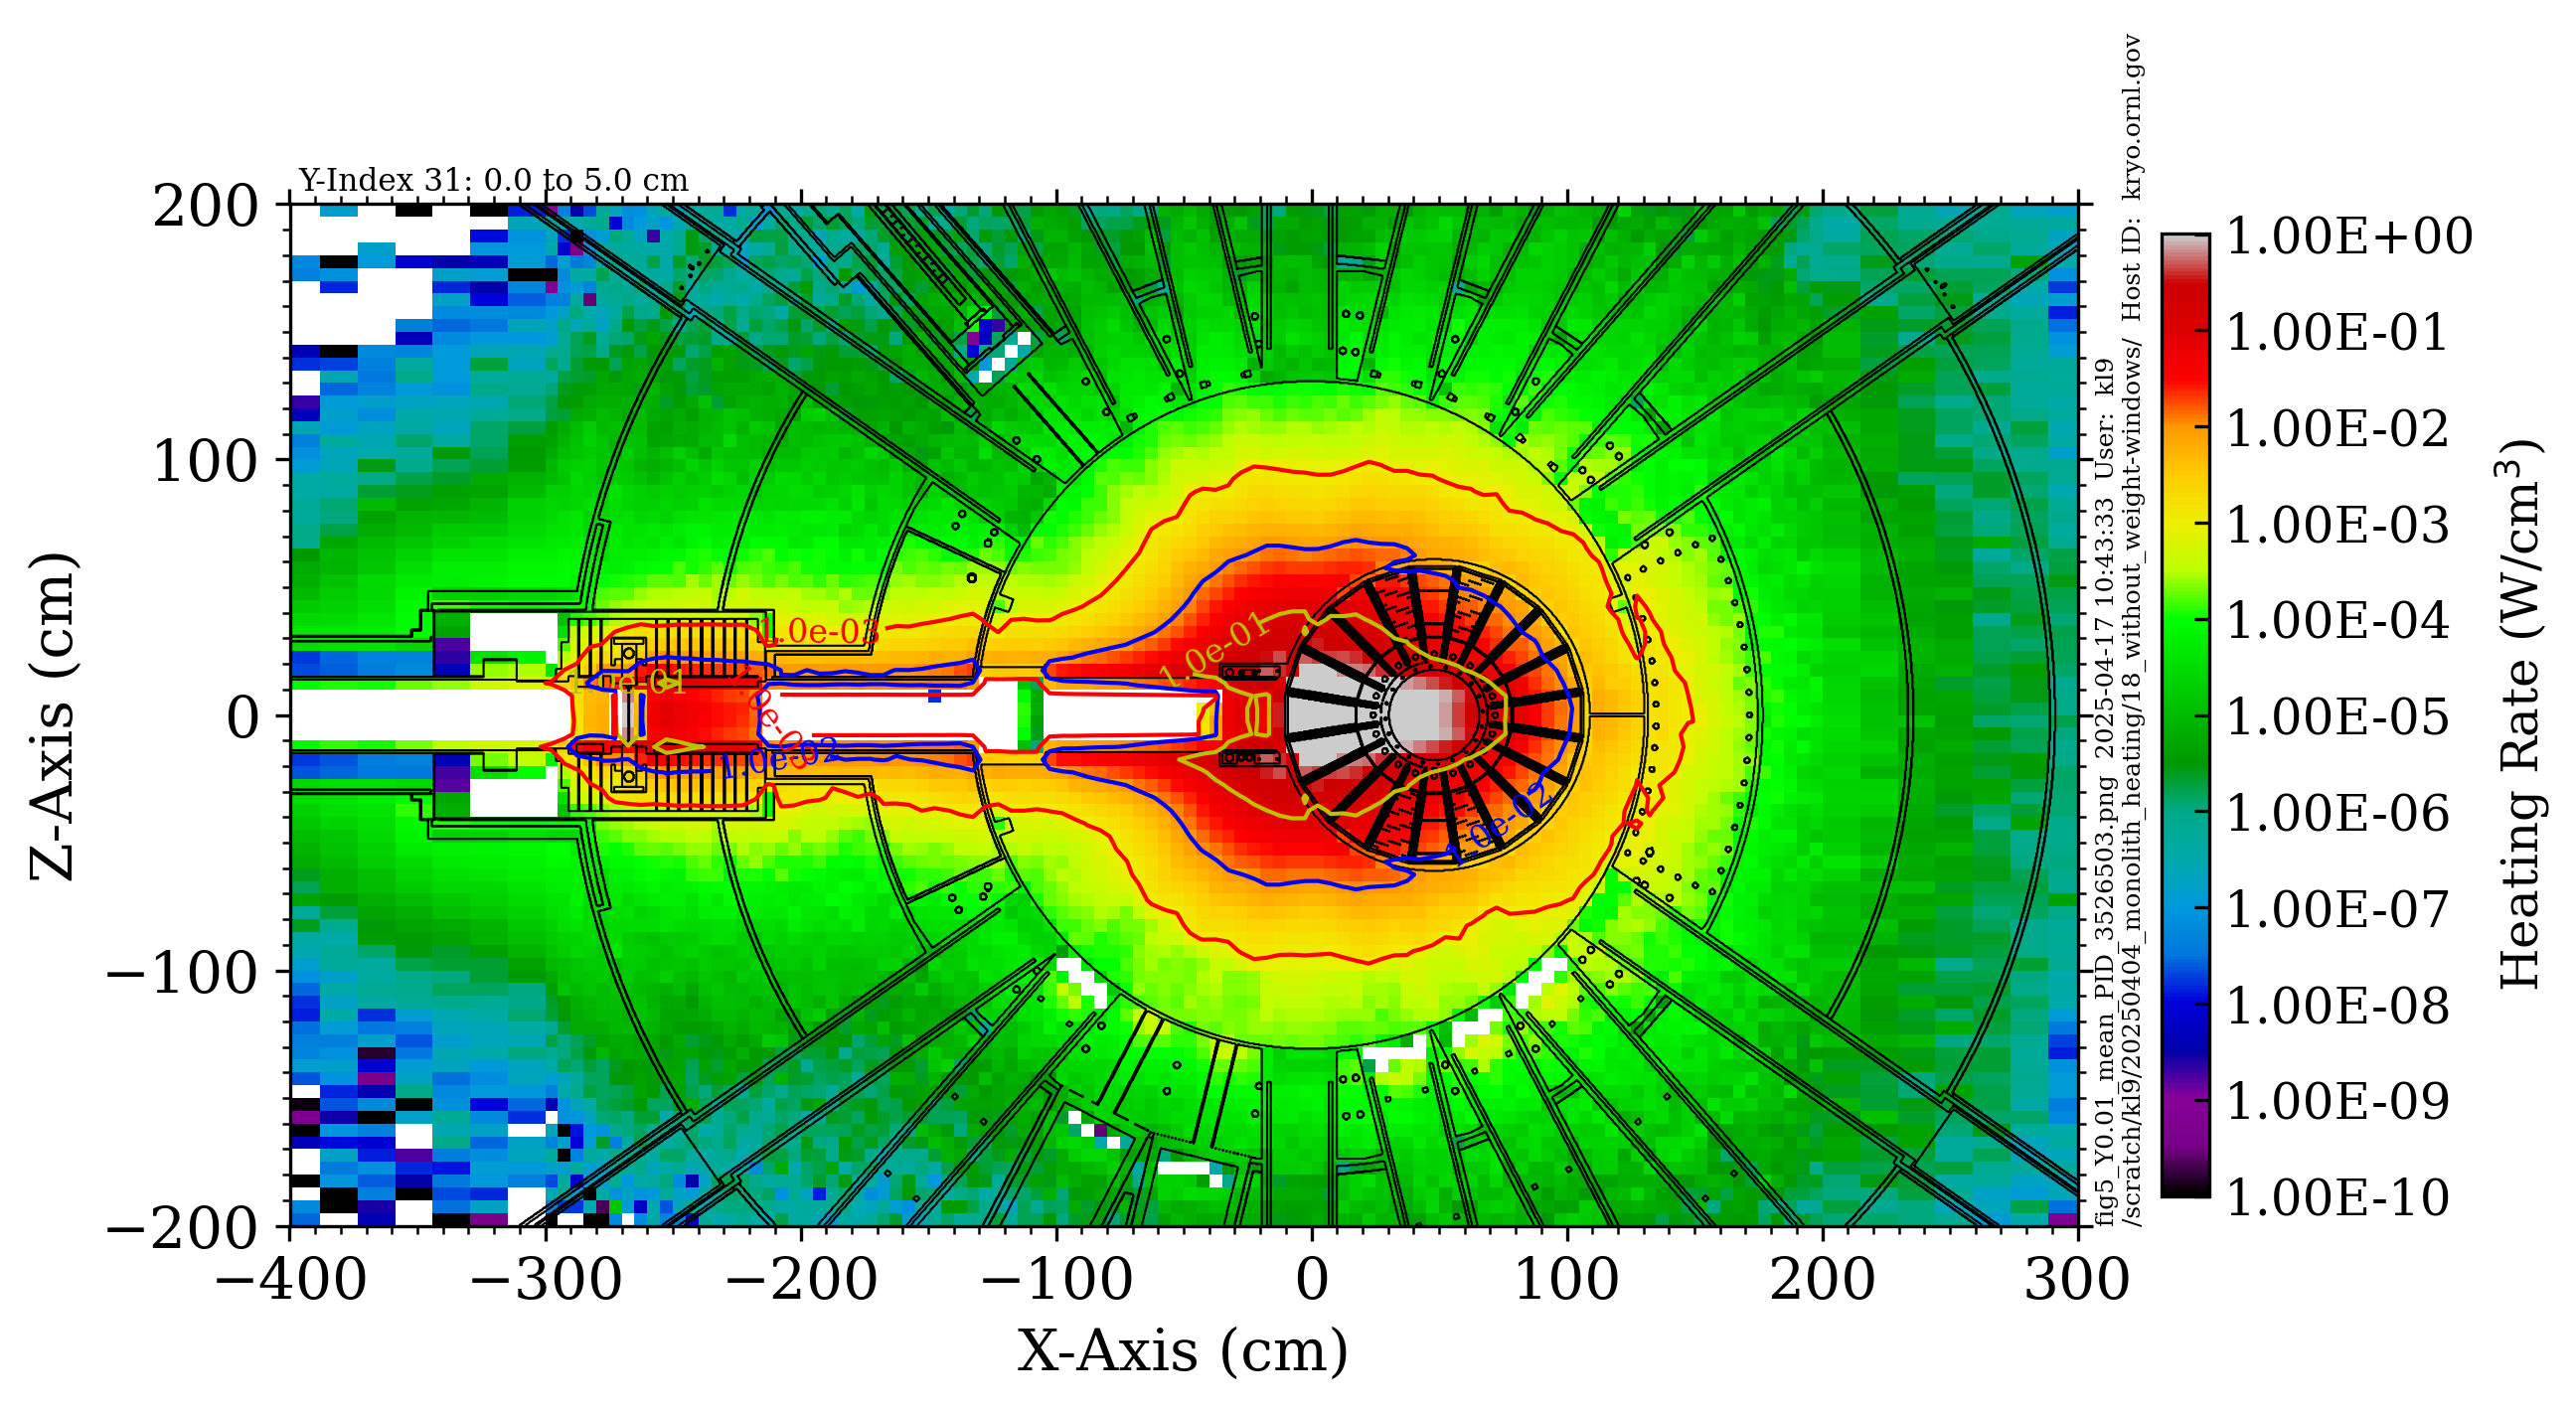 Y-Index 31: 0.0 to 5.0 cm
200
100
0
−100
−200
Z-Axis (cm)
−400
−300
−200
−100
0
100
200
300
X-Axis (cm)
1.0e-03
1.0e-01
1.0e-02
1.0e-02
fig5_Y0.01_mean_PID_3526503.png 2025-04-17 10:43:33 User: kl9
/scratch/kl9/20250404_monolith_heating/18_without_weight-windows/ Host ID: kryo.ornl.gov
1.00E+00
1.00E-01
1.00E-02
1.00E-03
1.00E-04
1.00E-05
1.00E-06
1.00E-07
1.00E-08
1.00E-09
1.00E-10
Heating Rate (W/cm³)